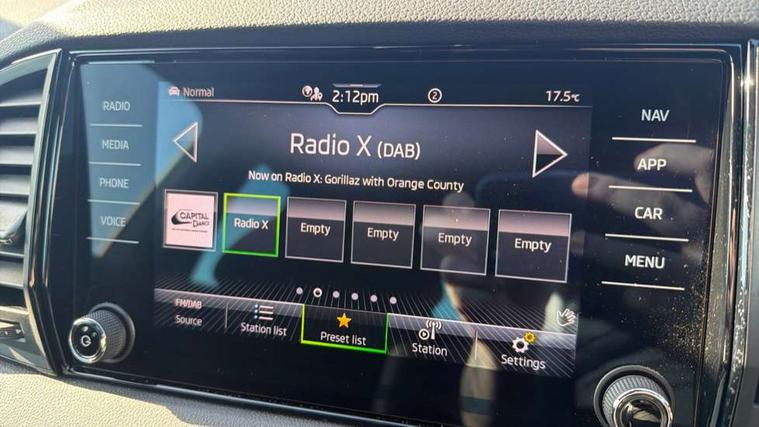 RADIO
MEDIA
PHONE
VOICE
Normal
2:12pm
2
17.5°C
Radio X (DAB)
Now on Radio X: Gorillaz with Orange County
CAPITAL
DANCE
Radio X
Empty
Empty
Empty
Empty
FM/DAB
Source
Station list
Preset list
Station
Settings
NAV
APP
CAR
MENU